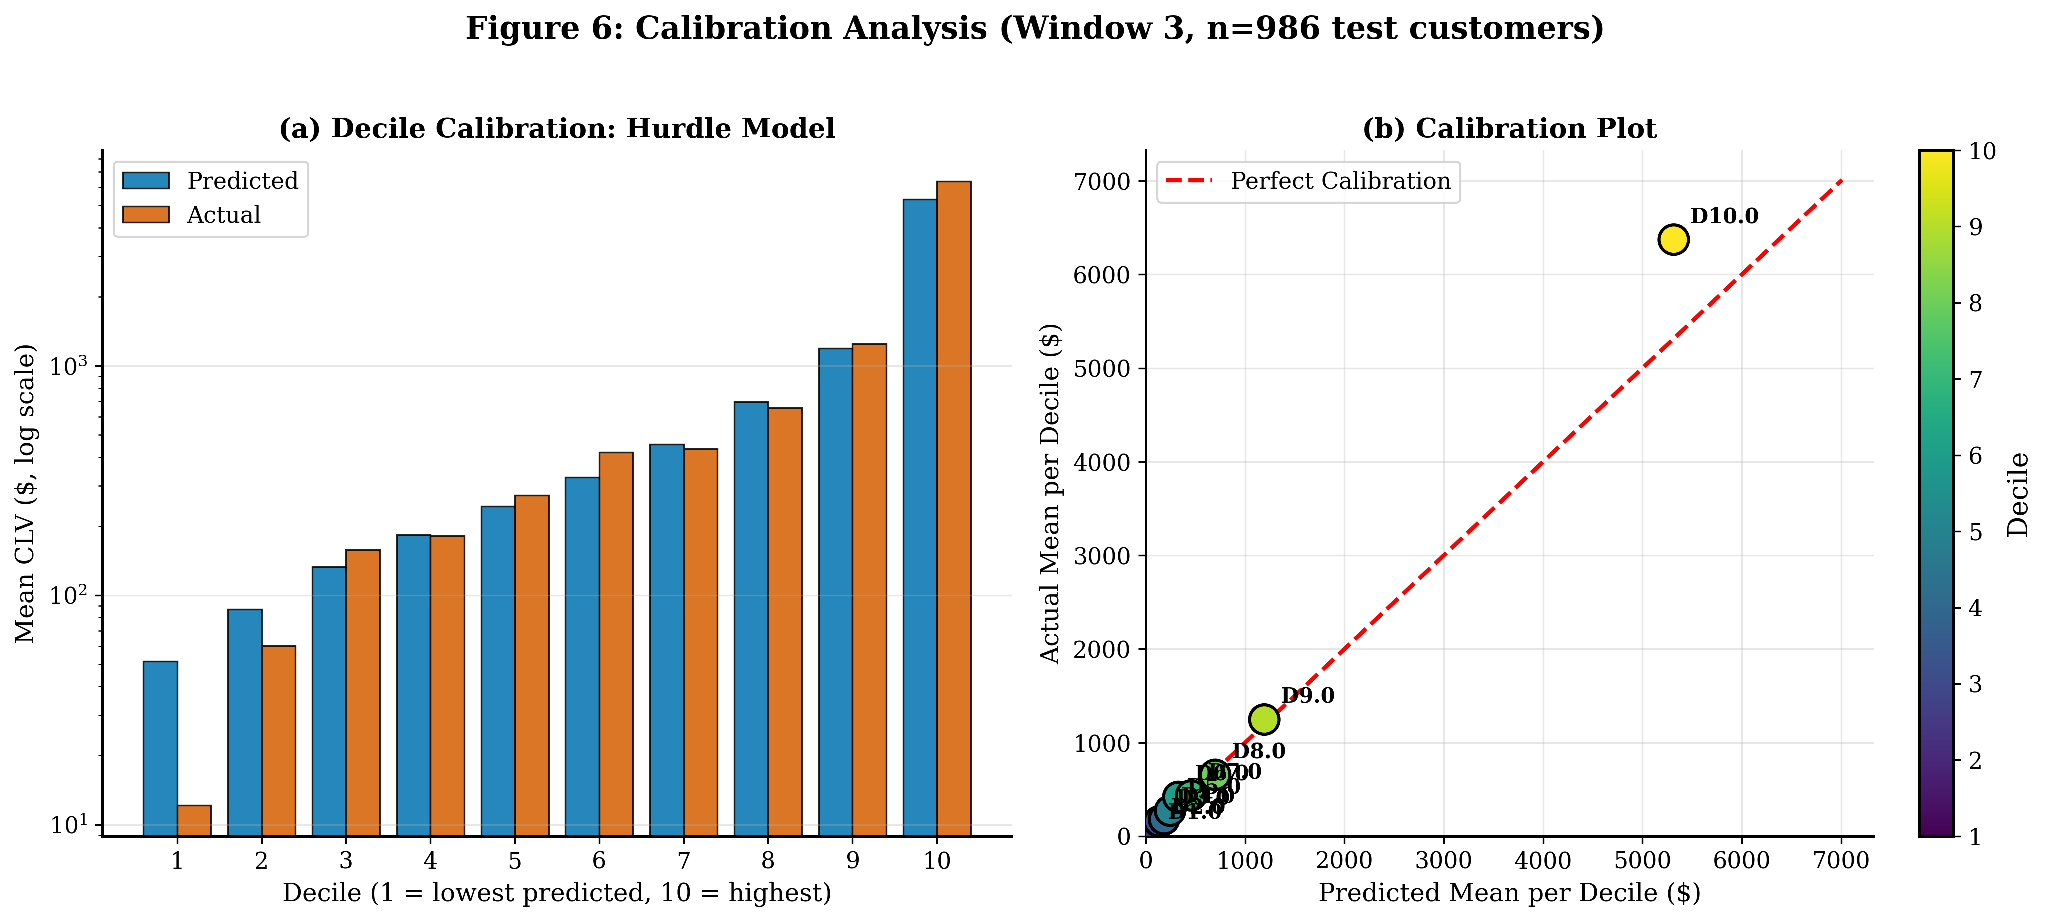 Figure 6: Calibration Analysis (Window 3, n=986 test customers)
(a) Decile Calibration: Hurdle Model
Predicted
Actual
Mean CLV ($, log scale)
10³
10²
10¹
1 2 3 4 5 6 7 8 9 10
Decile (1 = lowest predicted, 10 = highest)
(b) Calibration Plot
Perfect Calibration
Actual Mean per Decile ($)
7000
6000
5000
4000
3000
2000
1000
0
D10.0
D9.0
D8.0
D1.0
0 1000 2000 3000 4000 5000 6000 7000
Predicted Mean per Decile ($)
10
9
8
7
6
5
4
3
2
1
Decile